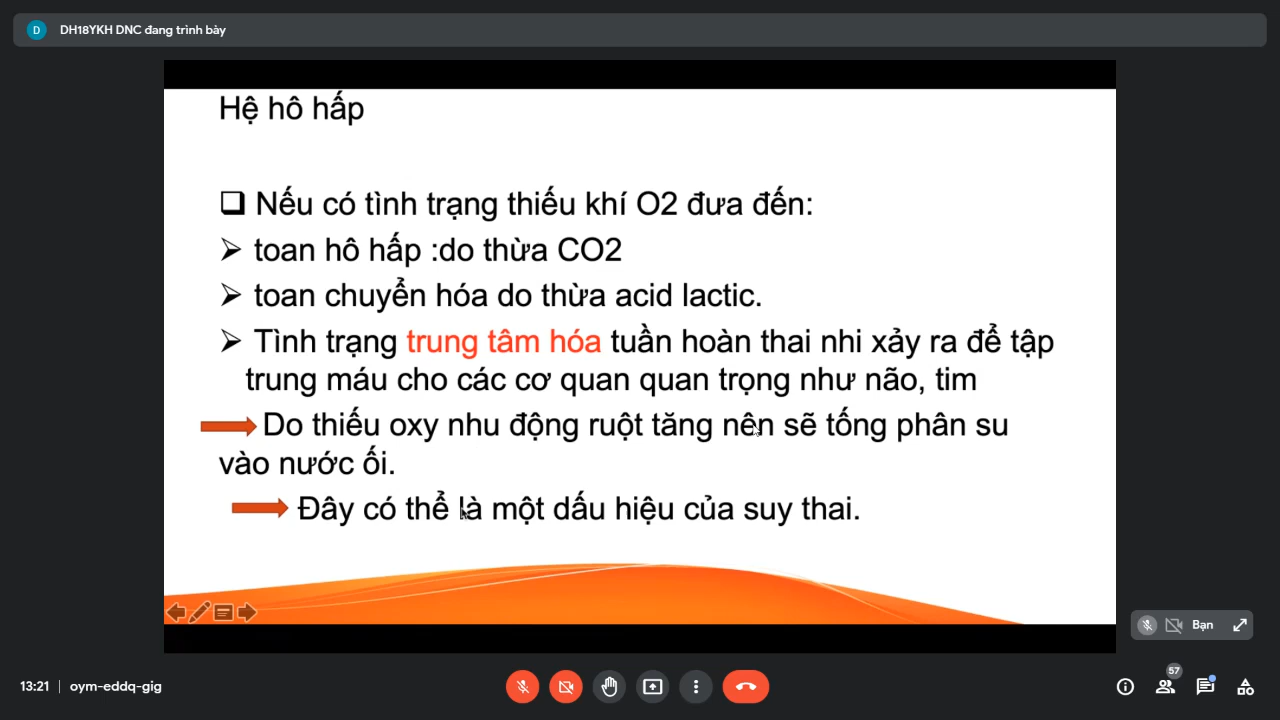 D DH18YKH DNC đang trình bày
Hệ hô hấp
Nếu có tình trạng thiếu khí O2 đưa đến:
toan hô hấp :do thừa CO2
toan chuyển hóa do thừa acid lactic.
Tình trạng trung tâm hóa tuần hoàn thai nhi xảy ra để tập
trung máu cho các cơ quan quan trọng như não, tim
Do thiếu oxy nhu động ruột tăng nên sẽ tống phân su
vào nước ối.
Đây có thể là một dấu hiệu của suy thai.
Bạn
13:21 | oym-eddq-gig
57